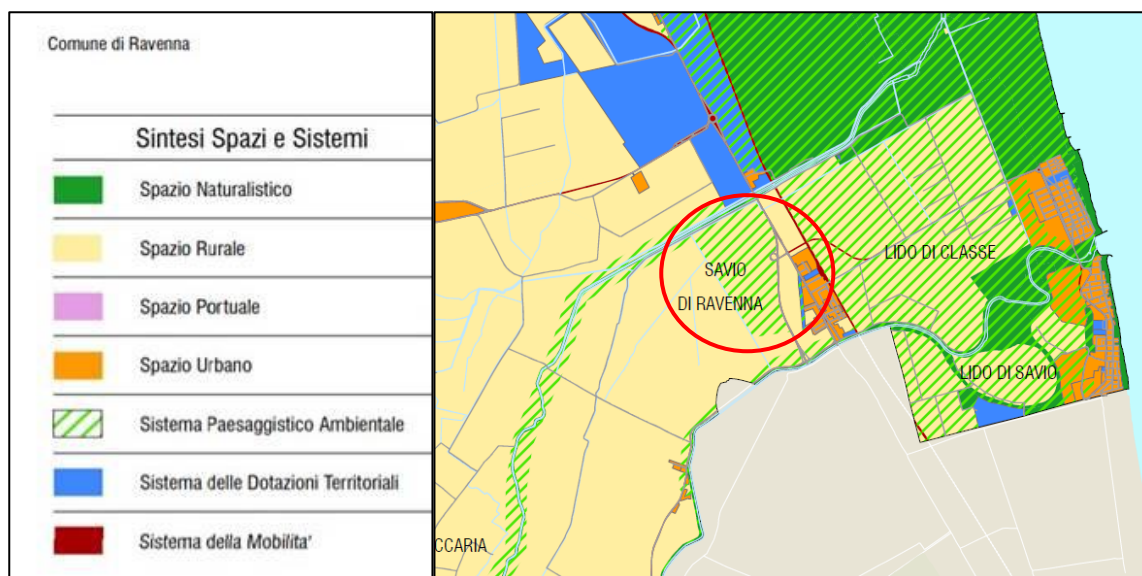 Comune di Ravenna
Sintesi Spazi e Sistemi
Spazio Naturalistico
Spazio Rurale
Spazio Portuale
Spazio Urbano
Sistema Paesaggistico Ambientale
Sistema delle Dotazioni Territoriali
Sistema della Mobilita'
SAVIO
DI RAVENNA
LIDO DI CLASSE
LIDO DI SAVIO
CCARIA